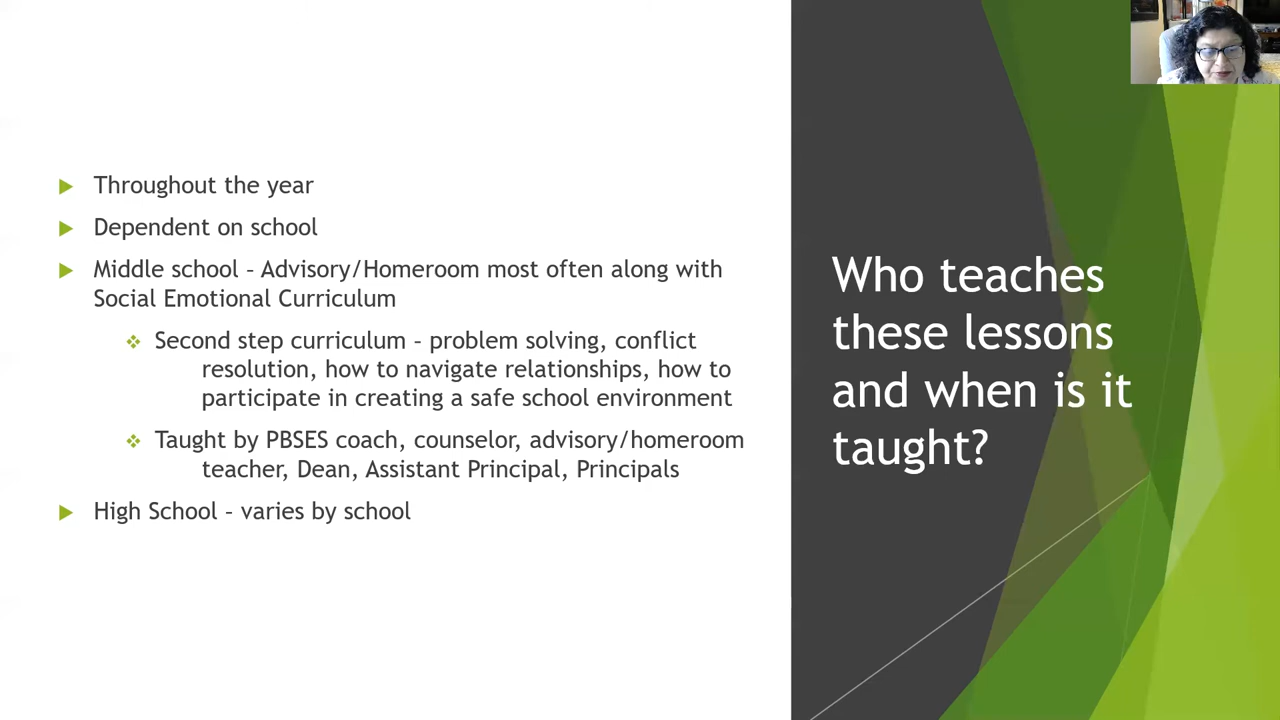 Throughout the year
Dependent on school
Middle school – Advisory/Homeroom most often along with
Social Emotional Curriculum
Second step curriculum – problem solving, conflict
resolution, how to navigate relationships, how to
participate in creating a safe school environment
Taught by PBSES coach, counselor, advisory/homeroom
teacher, Dean, Assistant Principal, Principals
High School – varies by school
Who teaches
these lessons
and when is it
taught?